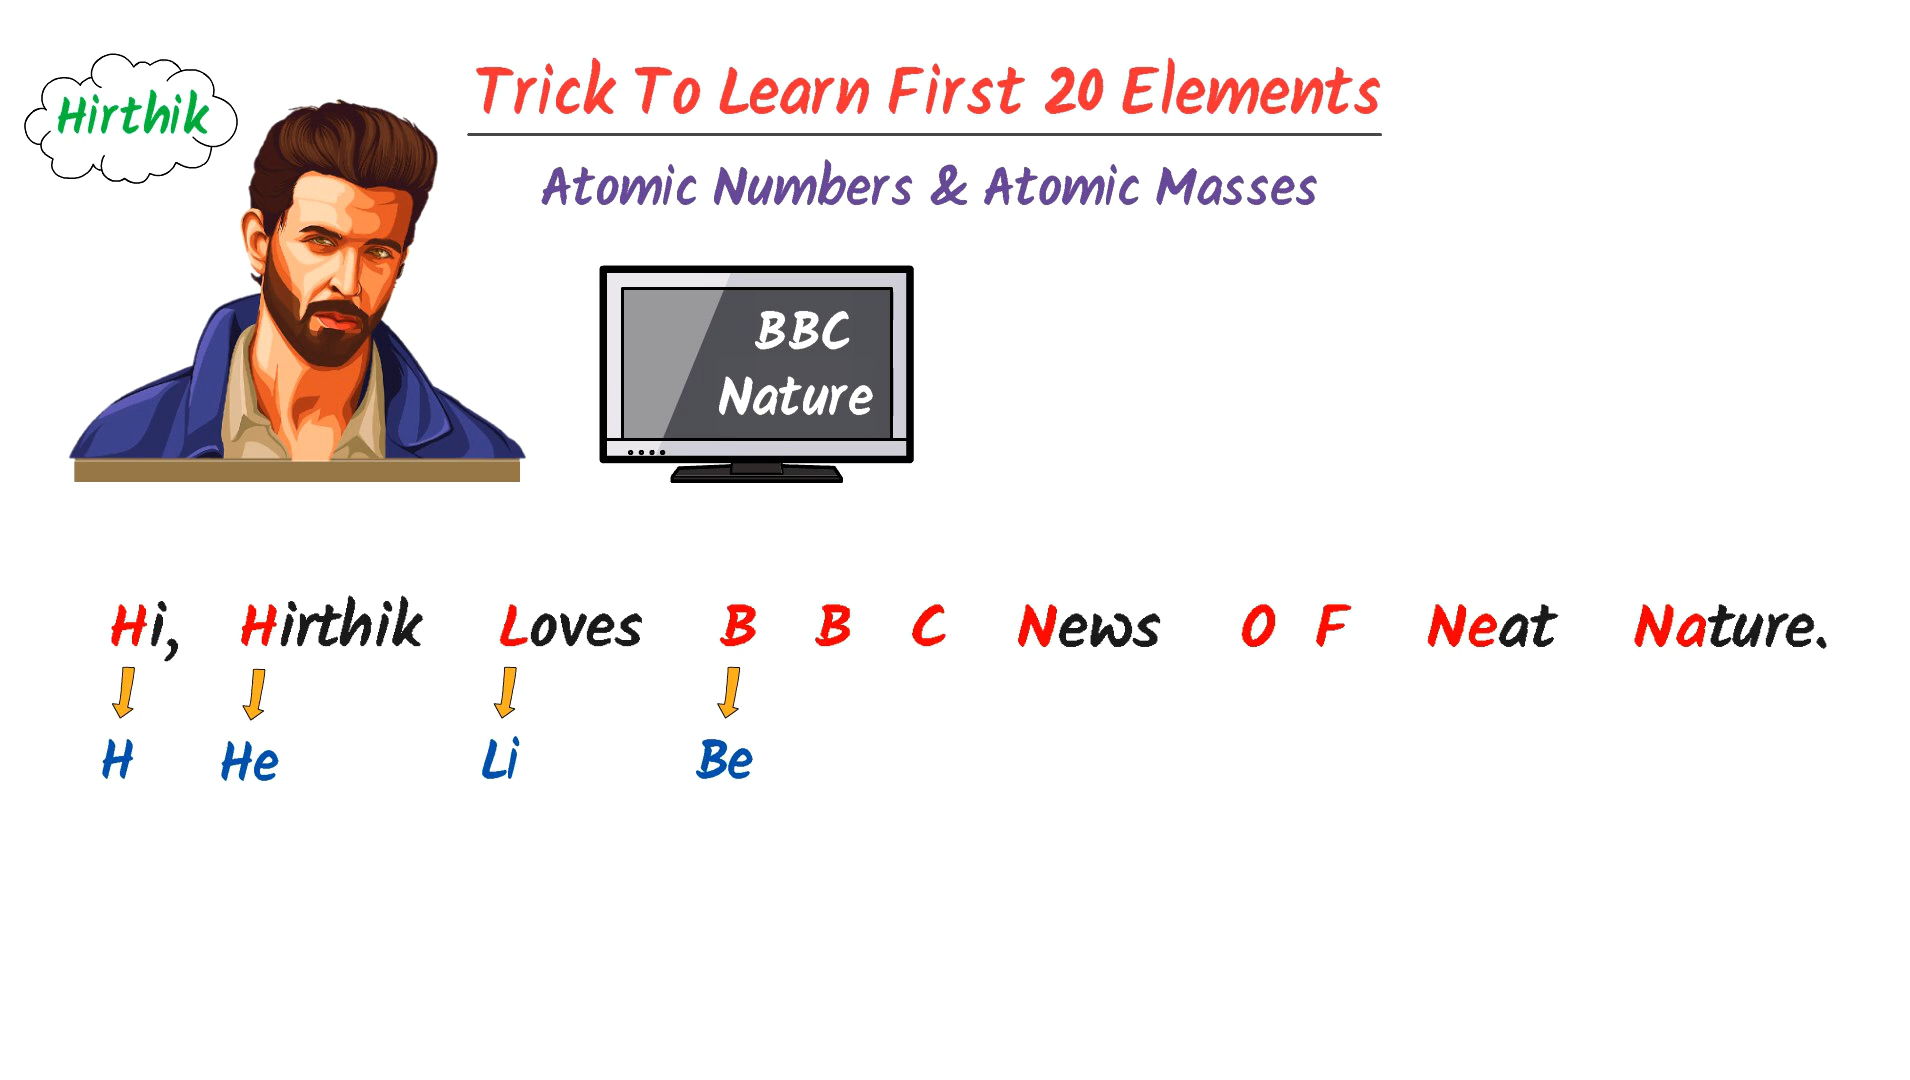 Trick To Learn First 20 Elements
Hirthik
Atomic Numbers & Atomic Masses
BBC
Nature
Hi, Hirthik Loves B B C News O F Neat Nature.
H He Li Be